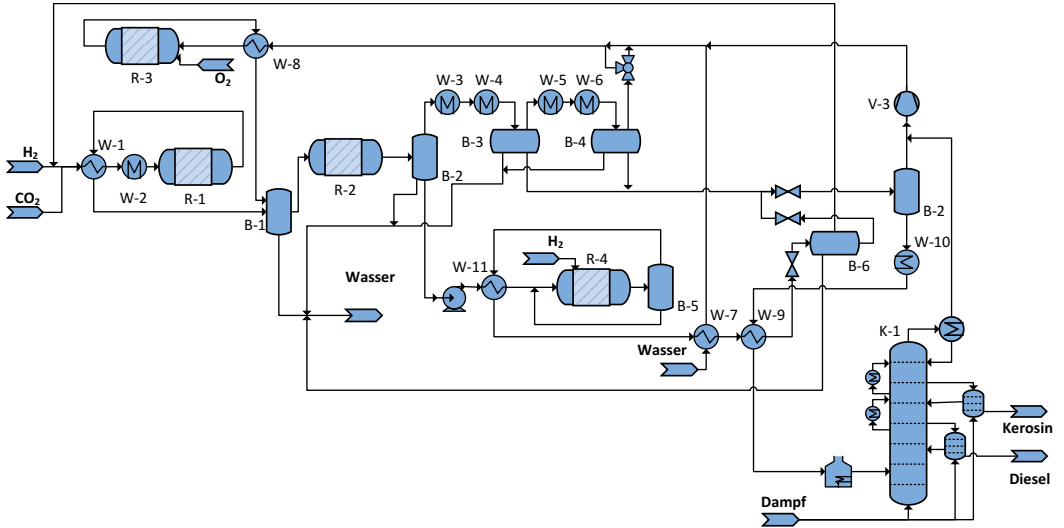 W-8
R-3
O₂
W-3
W-4
W-5
W-6
V-3
W-1
B-3
B-4
H₂
W-2
R-1
R-2
B-2
B-2
CO₂
B-1
W-10
H₂
R-4
B-6
Wasser
W-11
B-5
W-7
W-9
K-1
Wasser
Kerosin
Diesel
Dampf